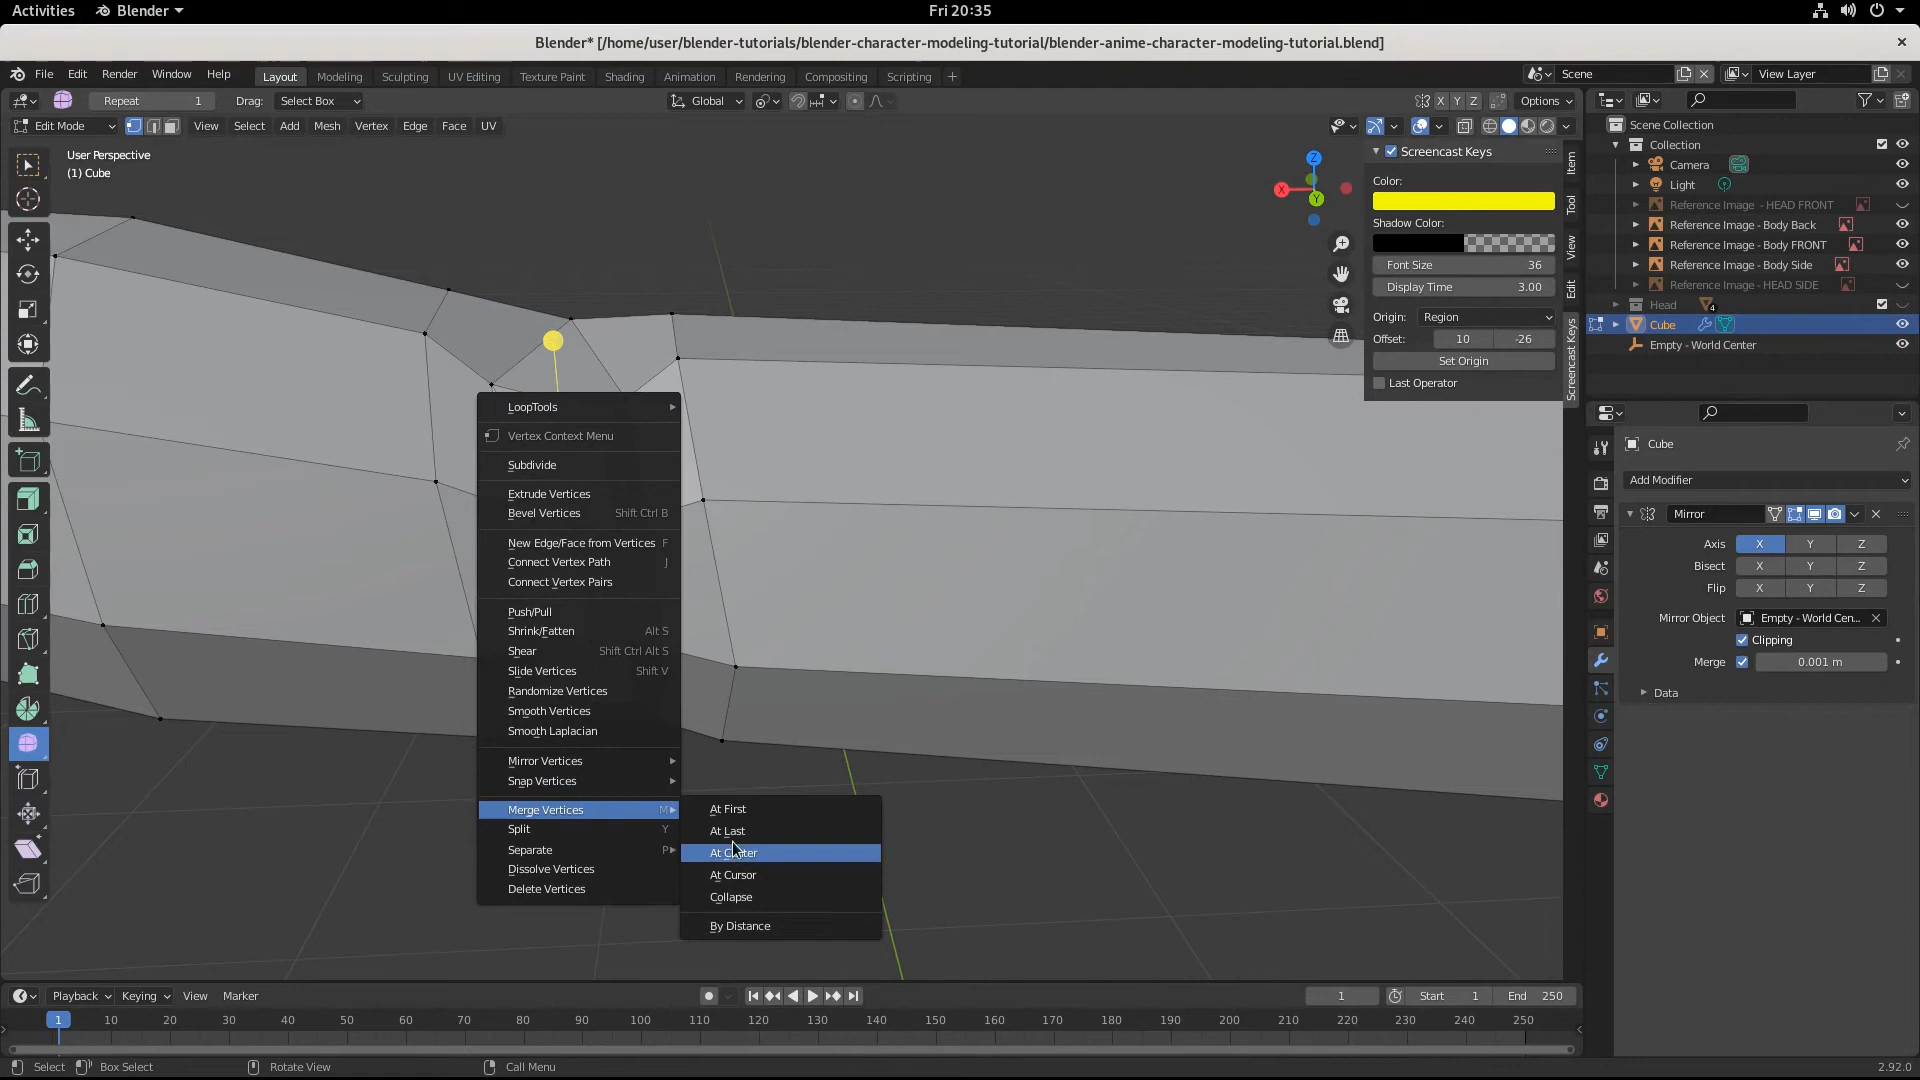 Activities Blender Fri 20:35
Blender* [/home/user/blender-tutorials/blender-character-modeling-tutorial/blender-anime-character-modeling-tutorial.blend]
File Edit Render Window Help Layout Modeling Sculpting UV Editing Texture Paint Shading Animation Rendering Compositing Scripting + Scene View Layer
Repeat 1 Drag: Select Box Global X Y Z Options
Edit Mode View Select Add Mesh Vertex Edge Face UV
User Perspective
(1) Cube
Z
X
Y
Screencast Keys
Color:
Shadow Color:
Font Size 36
Display Time 3.00
Origin: Region
Offset: 10 -26
Set Origin
Last Operator
Item
Tool
View
Edit
Screencast Keys
LoopTools
Vertex Context Menu
Subdivide
Extrude Vertices
Bevel Vertices Shift Ctrl B
New Edge/Face from Vertices F
Connect Vertex Path J
Connect Vertex Pairs
Push/Pull
Shrink/Fatten Alt S
Shear Shift Ctrl Alt S
Slide Vertices Shift V
Randomize Vertices
Smooth Vertices
Smooth Laplacian
Mirror Vertices
Snap Vertices
Merge Vertices M
Split Y
Separate P
Dissolve Vertices
Delete Vertices
At First
At Last
At Center
At Cursor
Collapse
By Distance
Scene Collection
Collection
Camera
Light
Reference Image - HEAD FRONT
Reference Image - Body Back
Reference Image - Body FRONT
Reference Image - Body Side
Reference Image - HEAD SIDE
Head 4
Cube
Empty - World Center
Cube
Add Modifier
Mirror
Axis X Y Z
Bisect X Y Z
Flip X Y Z
Mirror Object Empty - World Cen...
Clipping
Merge 0.001 m
Data
Playback Keying View Marker 1 Start 1 End 250
1 10 20 30 40 50 60 70 80 90 100 110 120 130 140 150 160 170 180 190 200 210 220 230 240 250
Select Box Select Rotate View Call Menu 2.92.0